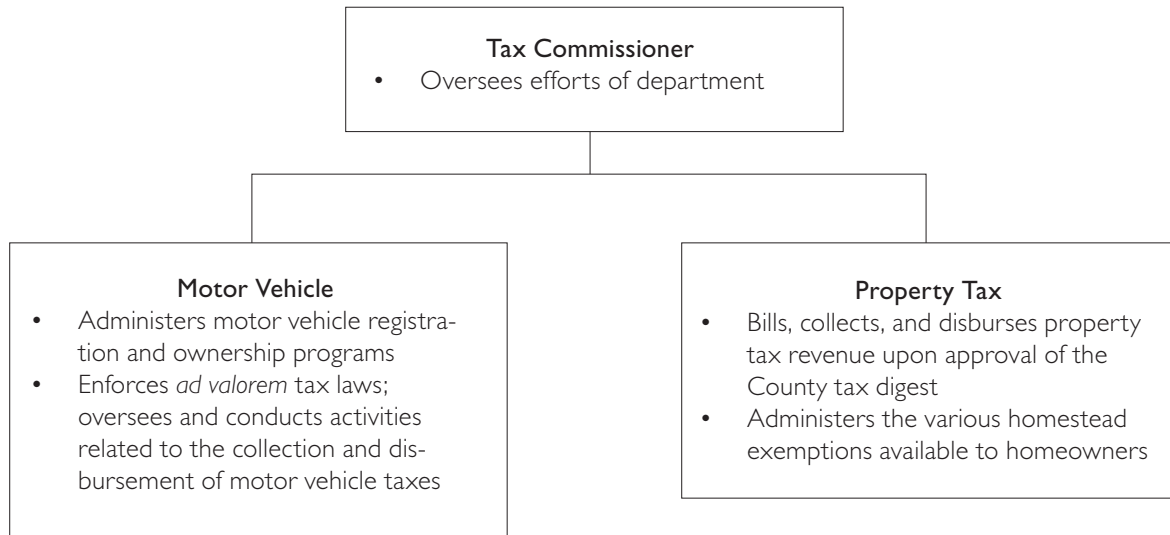 Tax Commissioner
• Oversees efforts of department
Motor Vehicle
• Administers motor vehicle registra-
tion and ownership programs
• Enforces ad valorem tax laws;
oversees and conducts activities
related to the collection and dis-
bursement of motor vehicle taxes
Property Tax
• Bills, collects, and disburses property
tax revenue upon approval of the
County tax digest
• Administers the various homestead
exemptions available to homeowners